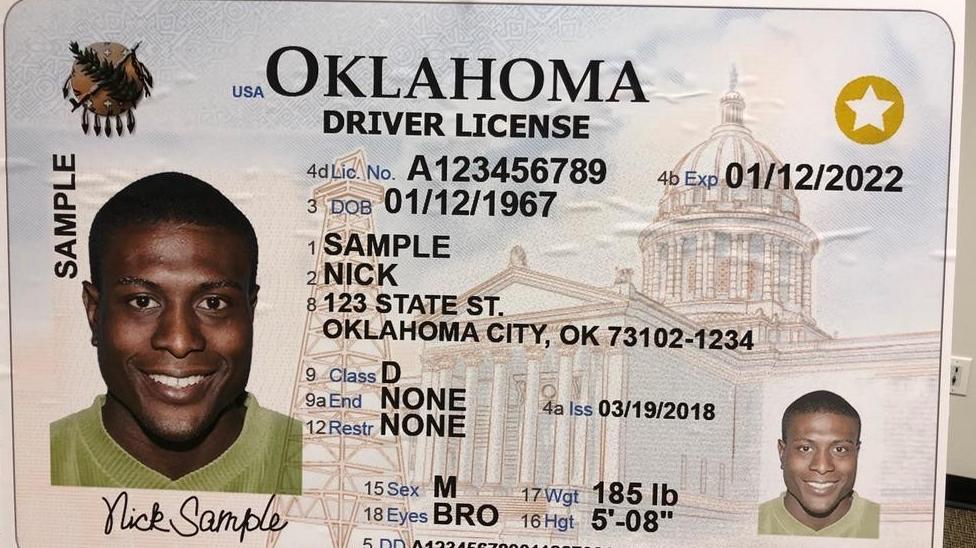 USA OKLAHOMA
DRIVER LICENSE
SAMPLE
4d Lic. No. A123456789 4b Exp 01/12/2022
3 DOB 01/12/1967
1 SAMPLE
2 NICK
8 123 STATE ST.
OKLAHOMA CITY, OK 73102-1234
9 Class D
9a End NONE 4a Iss 03/19/2018
12 Restr NONE
15 Sex M 17 Wgt 185 lb
18 Eyes BRO 16 Hgt 5'-08"
Nick Sample
5 DD